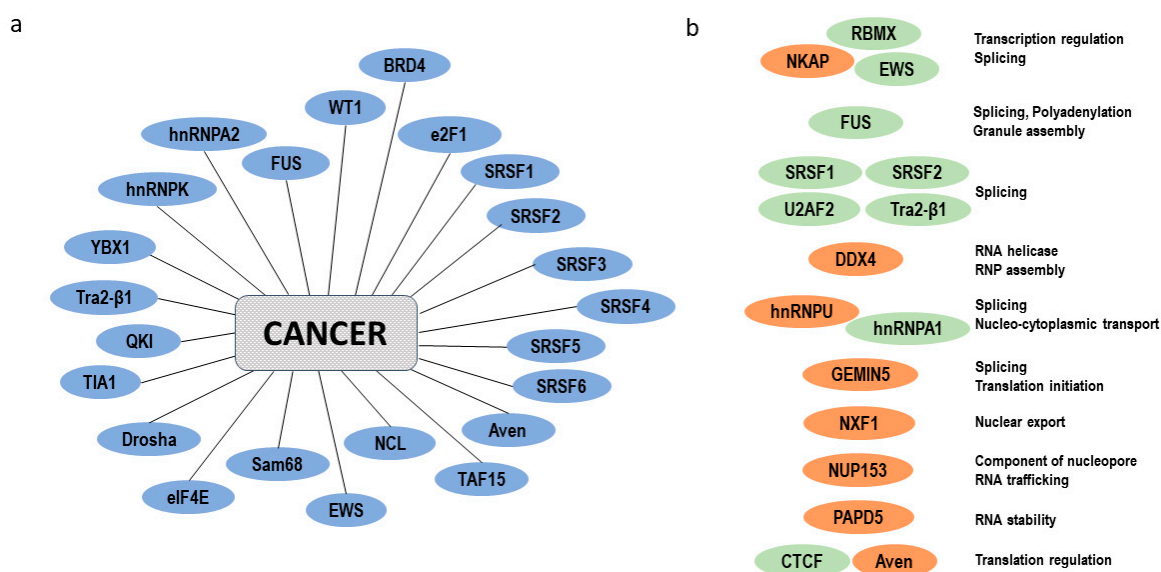 a
BRD4
WT1
e2F1
hnRNPA2
FUS
SRSF1
hnRNPK
SRSF2
YBX1
SRSF3
Tra2-β1
SRSF4
CANCER
QKI
SRSF5
TIA1
SRSF6
Drosha
Aven
NCL
Sam68
TAF15
eIF4E
EWS
b
RBMX
NKAP
EWS
Transcription regulation
Splicing
FUS
Splicing, Polyadenylation
Granule assembly
SRSF1
SRSF2
U2AF2
Tra2-β1
Splicing
DDX4
RNA helicase
RNP assembly
hnRNPU
hnRNPA1
Splicing
Nucleo-cytoplasmic transport
GEMIN5
Splicing
Translation initiation
NXF1
Nuclear export
NUP153
Component of nucleopore
RNA trafficking
PAPD5
RNA stability
CTCF
Aven
Translation regulation